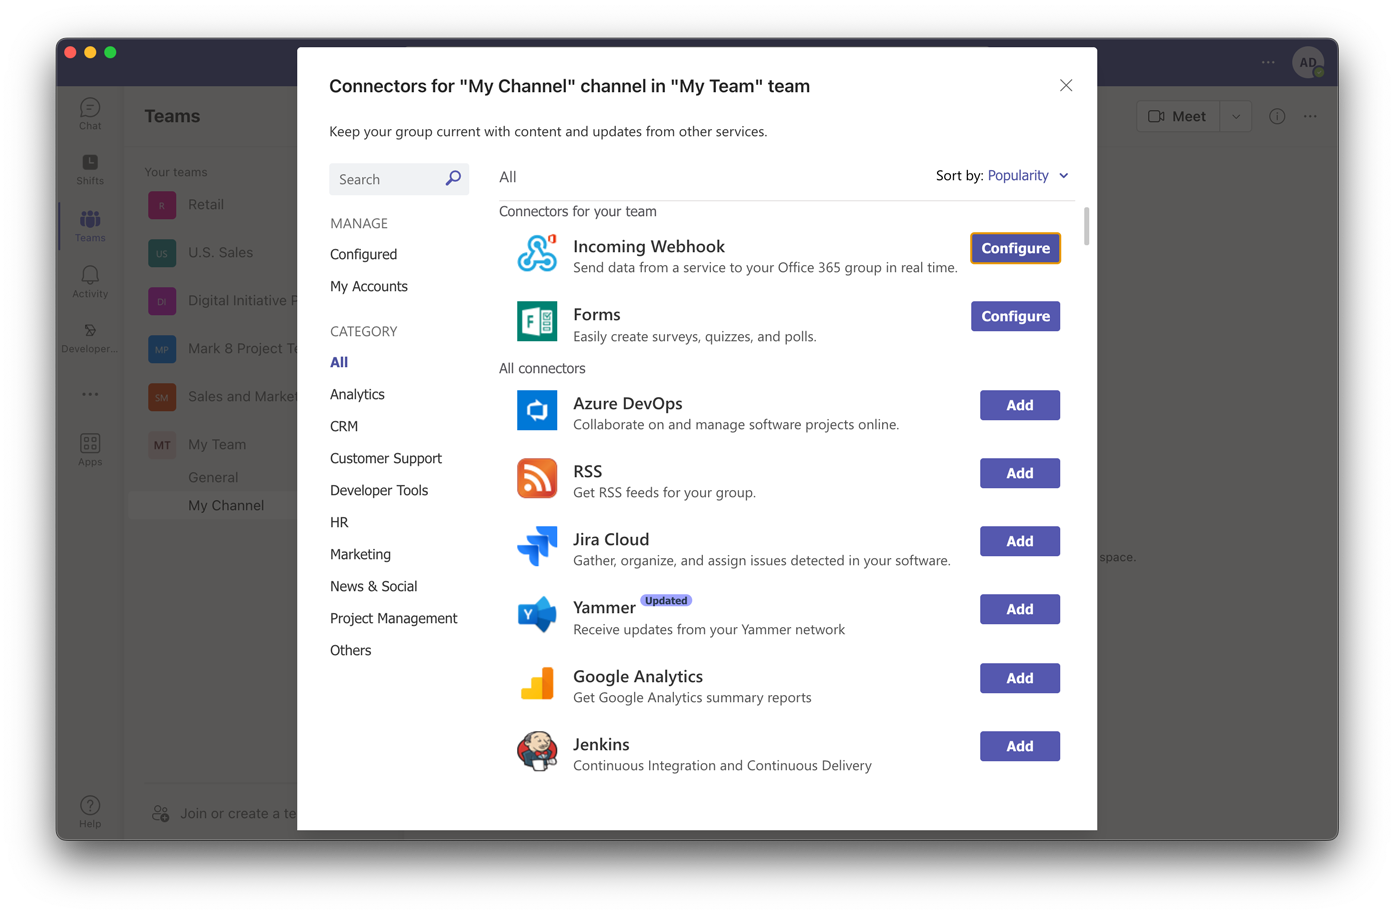 AD
Chat
Shifts
Teams
Activity
Developer...
Apps
Help
Teams
Your teams
R
Retail
US
U.S. Sales
DI
Digital Initiative P
MP
Mark 8 Project Te
SM
Sales and Market
MT
My Team
General
My Channel
Join or create a te
Connectors for "My Channel" channel in "My Team" team
Keep your group current with content and updates from other services.
Search
MANAGE
Configured
My Accounts
CATEGORY
All
Analytics
CRM
Customer Support
Developer Tools
HR
Marketing
News & Social
Project Management
Others
All
Sort by: Popularity
Connectors for your team
Incoming Webhook
Send data from a service to your Office 365 group in real time.
Configure
F
Forms
Easily create surveys, quizzes, and polls.
Configure
All connectors
Azure DevOps
Collaborate on and manage software projects online.
Add
RSS
Get RSS feeds for your group.
Add
Jira Cloud
Gather, organize, and assign issues detected in your software.
Add
Y
Yammer Updated
Receive updates from your Yammer network
Add
Google Analytics
Get Google Analytics summary reports
Add
Jenkins
Continuous Integration and Continuous Delivery
Add
Meet
space.